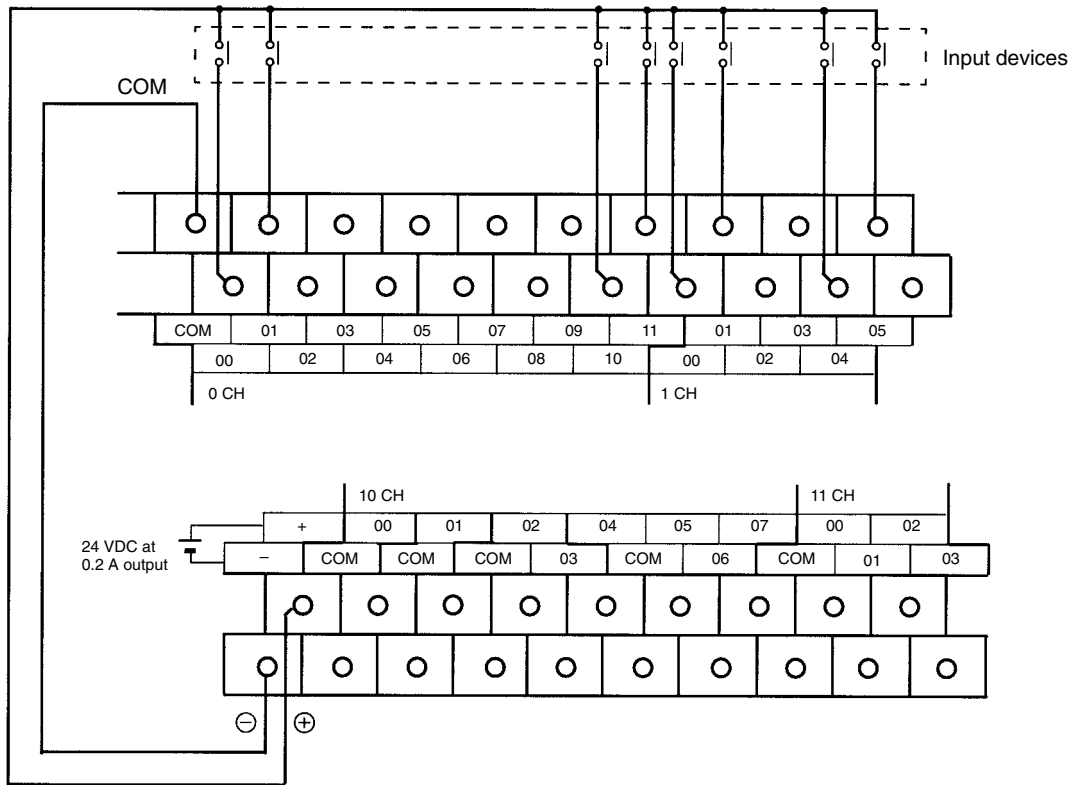 Input devices
COM
COM 01 03 05 07 09 11 01 03 05
00 02 04 06 08 10 00 02 04
0 CH 1 CH
10 CH 11 CH
+ 00 01 02 04 05 07 00 02
24 VDC at
0.2 A output
− COM COM COM 03 COM 06 COM 01 03
⊖ ⊕